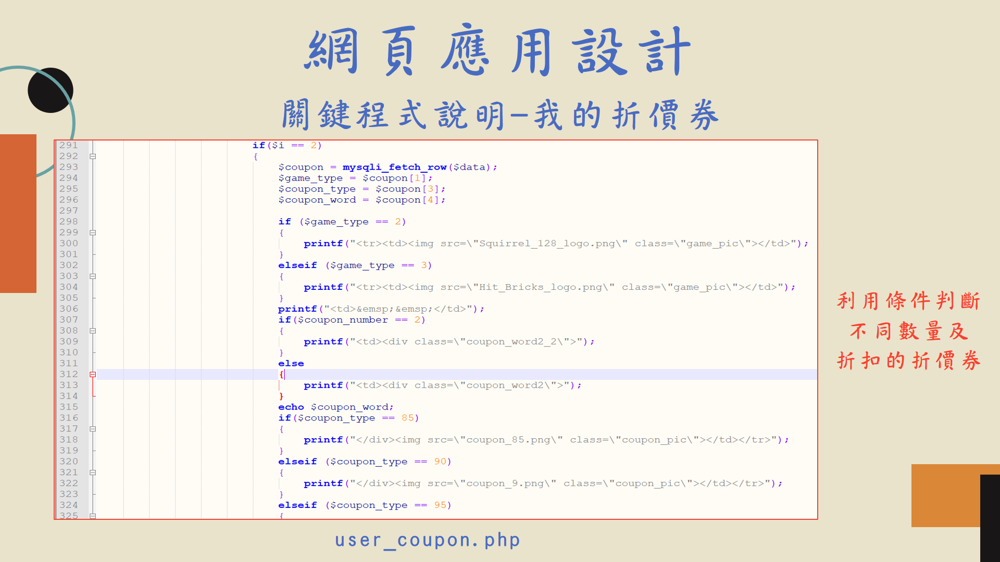 網頁應用設計
關鍵程式說明-我的折價券
291 if($i == 2)
292 {
293 $coupon = mysqli_fetch_row($data);
294 $game_type = $coupon[1];
295 $coupon_type = $coupon[3];
296 $coupon_word = $coupon[4];
297
298 if ($game_type == 2)
299 {
300 printf("<tr><td><img src=\"Squirrel_128_logo.png\" class=\"game_pic\"></td>");
301 }
302 elseif ($game_type == 3)
303 {
304 printf("<tr><td><img src=\"Hit_Bricks_logo.png\" class=\"game_pic\"></td>");
305 }
306 printf("<td>&emsp;&emsp;</td>");
307 if($coupon_number == 2)
308 {
309 printf("<td><div class=\"coupon_word2_2\">");
310 }
311 else
312 {
313 printf("<td><div class=\"coupon_word2\">");
314 }
315 echo $coupon_word;
316 if($coupon_type == 85)
317 {
318 printf("</div><img src=\"coupon_85.png\" class=\"coupon_pic\"></td></tr>");
319 }
320 elseif ($coupon_type == 90)
321 {
322 printf("</div><img src=\"coupon_9.png\" class=\"coupon_pic\"></td></tr>");
323 }
324 elseif ($coupon_type == 95)
325 {
利用條件判斷
不同數量及
折扣的折價券
user_coupon.php